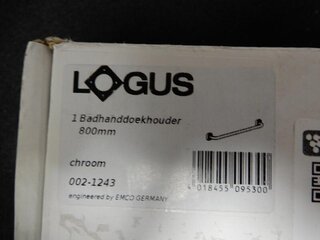 LOGUS
1 Badhanddoekhouder
800mm
chroom
002-1243
engineered by EMCO GERMANY
4 018455 095300